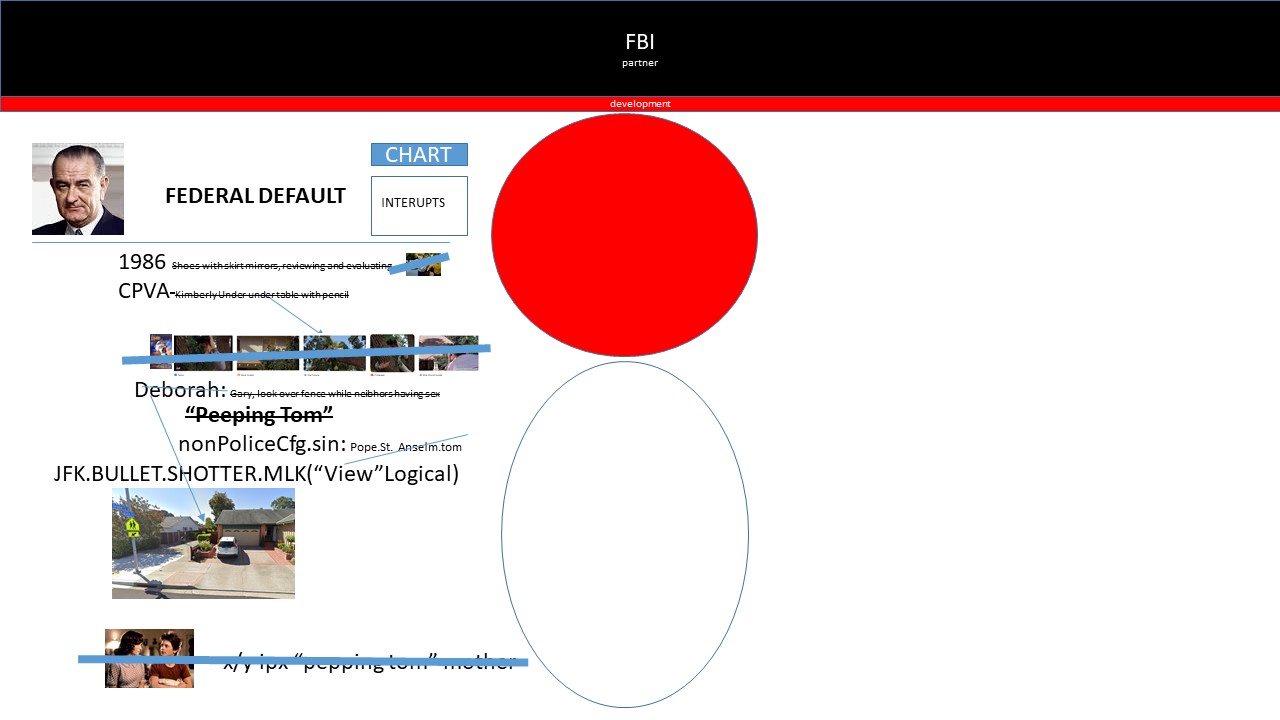 FBI
partner
development
CHART
FEDERAL DEFAULT
INTERUPTS
1986 Shoes with skirt mirrors, reviewing and evaluating
CPVA-Kimberly Under under table with pencil
Deborah: Gary, look over fence while neibhors having sex
“Peeping Tom”
nonPoliceCfg.sin: Pope.St. Anselm.tom
JFK.BULLET.SHOTTER.MLK(“View”Logical)
x/y ipx “pepping tom” mother